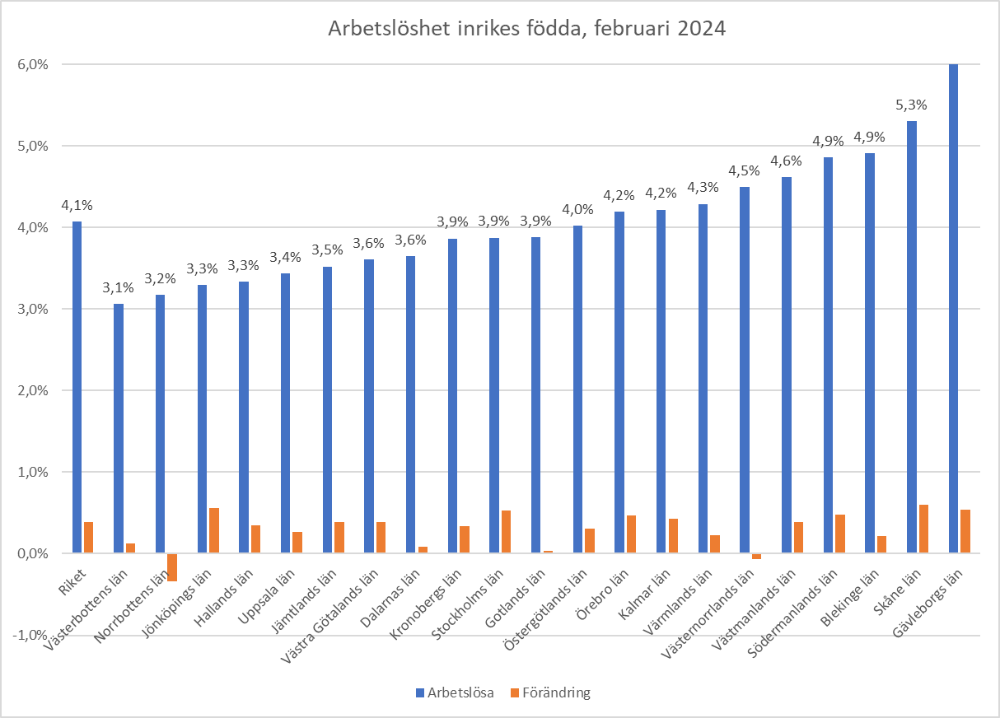 Arbetslöshet inrikes födda, februari 2024
6,0%
5,0%
4,0%
3,0%
2,0%
1,0%
0,0%
-1,0%
4,1%
3,1%
3,2%
3,3%
3,3%
3,4%
3,5%
3,6%
3,6%
3,9%
3,9%
3,9%
4,0%
4,2%
4,2%
4,3%
4,5%
4,6%
4,9%
4,9%
5,3%
Riket
Västerbottens län
Norrbottens län
Jönköpings län
Hallands län
Uppsala län
Jämtlands län
Västra Götalands län
Dalarnas län
Kronobergs län
Stockholms län
Gotlands län
Östergötlands län
Örebro län
Kalmar län
Värmlands län
Västernorrlands län
Västmanlands län
Södermanlands län
Blekinge län
Skåne län
Gävleborgs län
Arbetslösa
Förändring